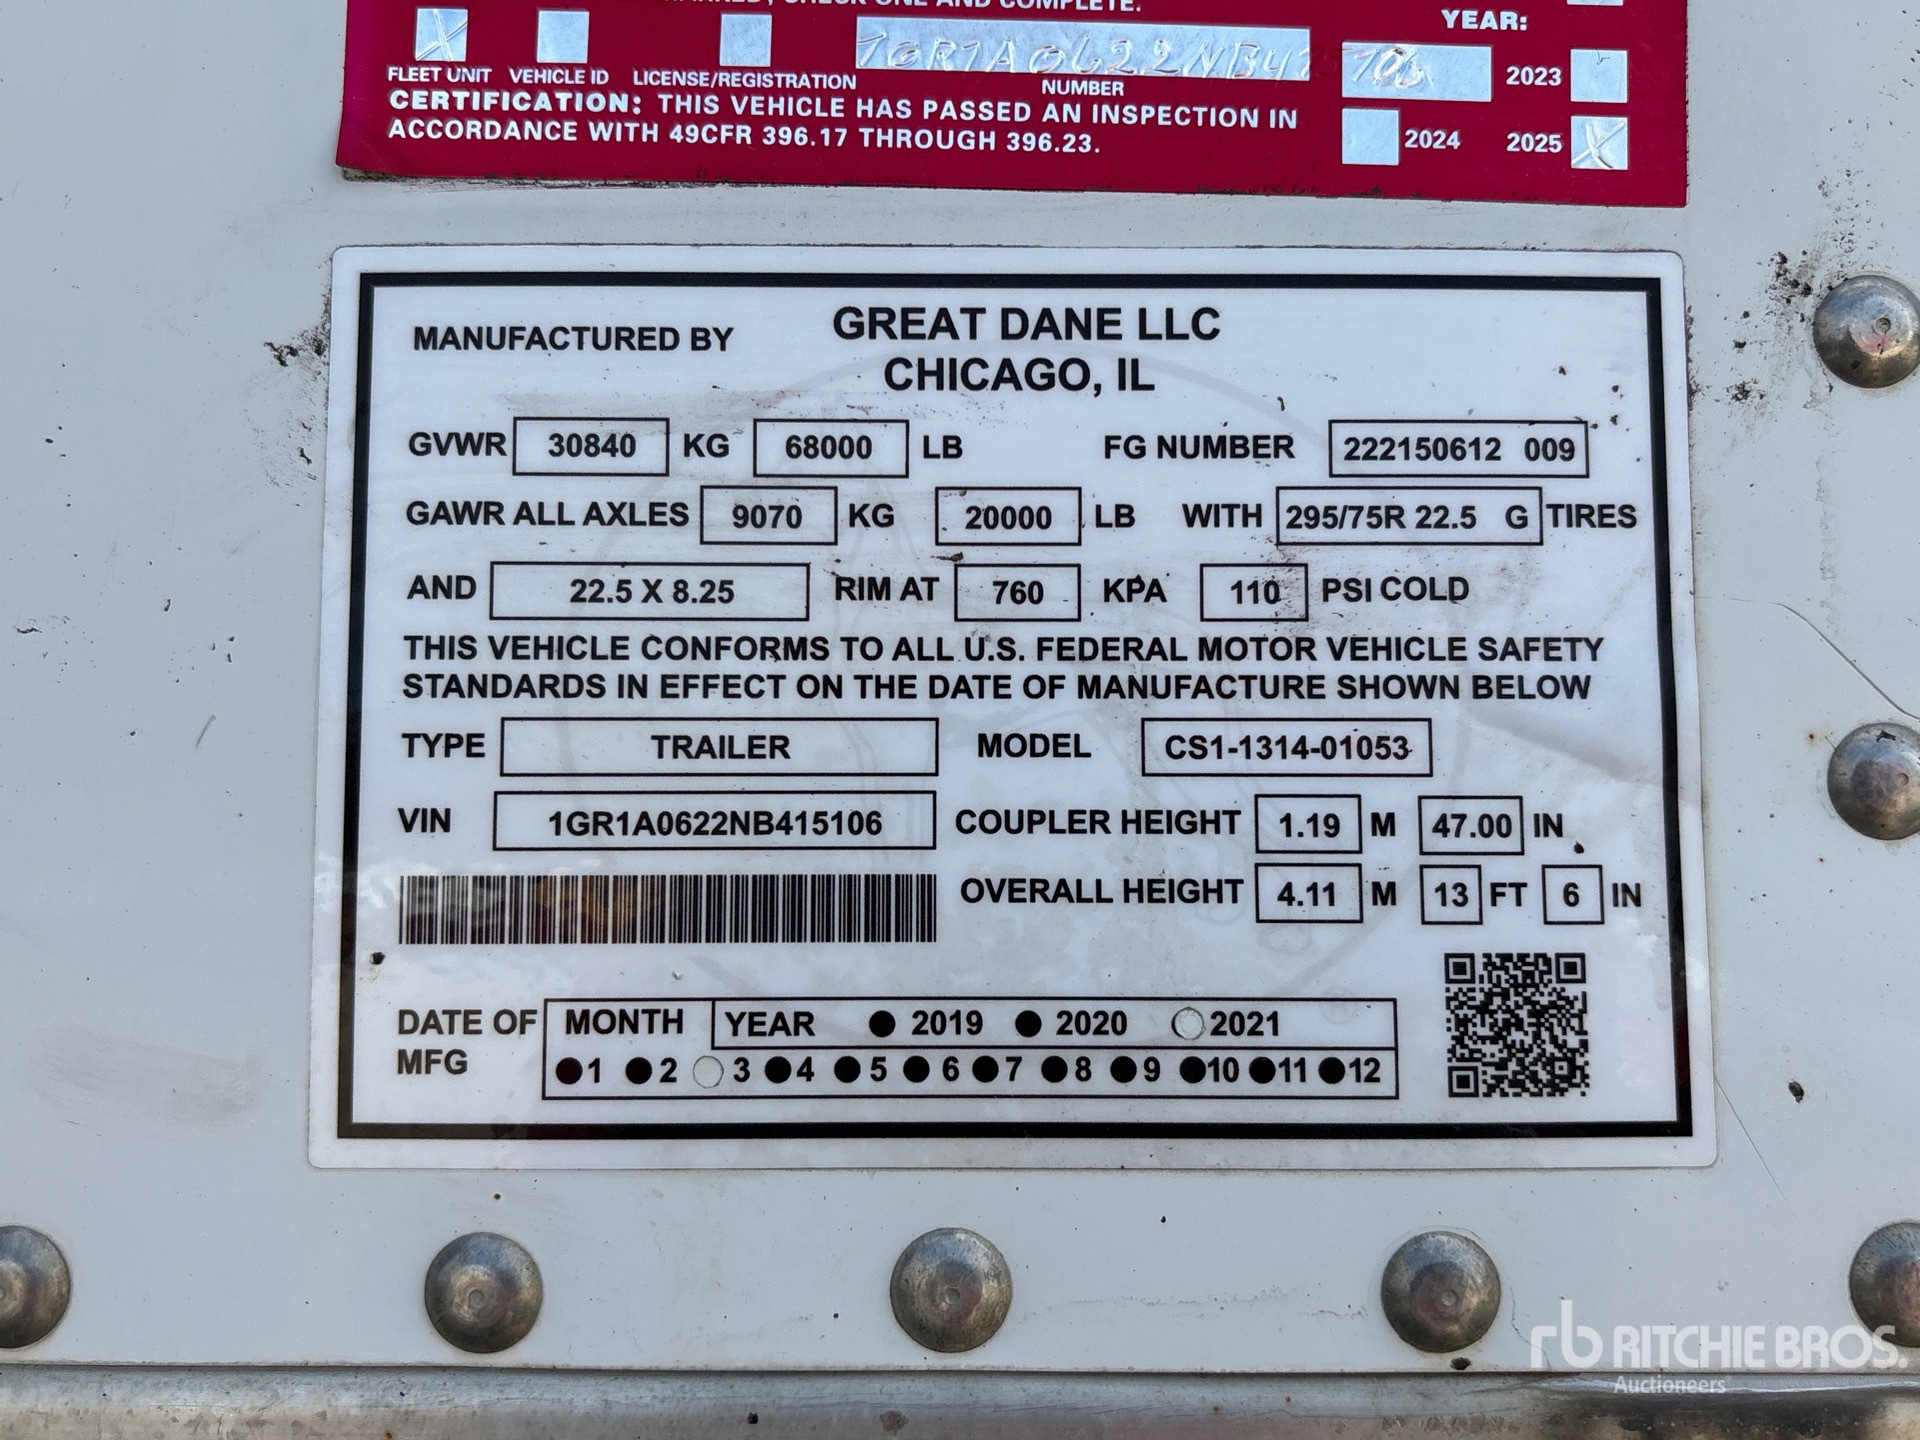 CHECK ONE AND COMPLETE.
YEAR:
FLEET UNIT VEHICLE ID LICENSE/REGISTRATION NUMBER
2023
CERTIFICATION: THIS VEHICLE HAS PASSED AN INSPECTION IN
ACCORDANCE WITH 49CFR 396.17 THROUGH 396.23.
2024 2025
MANUFACTURED BY GREAT DANE LLC
CHICAGO, IL
GVWR 30840 KG 68000 LB FG NUMBER 222150612 009
GAWR ALL AXLES 9070 KG 20000 LB WITH 295/75R 22.5 G TIRES
AND 22.5 X 8.25 RIM AT 760 KPA 110 PSI COLD
THIS VEHICLE CONFORMS TO ALL U.S. FEDERAL MOTOR VEHICLE SAFETY
STANDARDS IN EFFECT ON THE DATE OF MANUFACTURE SHOWN BELOW
TYPE TRAILER MODEL CS1-1314-01053
VIN 1GR1A0622NB415106 COUPLER HEIGHT 1.19 M 47.00 IN
OVERALL HEIGHT 4.11 M 13 FT 6 IN
DATE OF MFG MONTH YEAR 2019 2020 2021
1 2 3 4 5 6 7 8 9 10 11 12
rb RITCHIE BROS.
Auctioneers